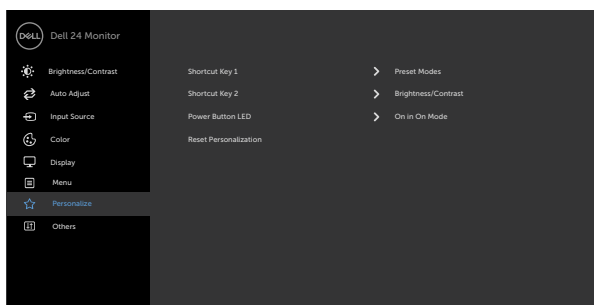 DELL Dell 24 Monitor
Brightness/Contrast Shortcut Key 1 Preset Modes
Auto Adjust Shortcut Key 2 Brightness/Contrast
Input Source Power Button LED On in On Mode
Color Reset Personalization
Display
Menu
Personalize
Others